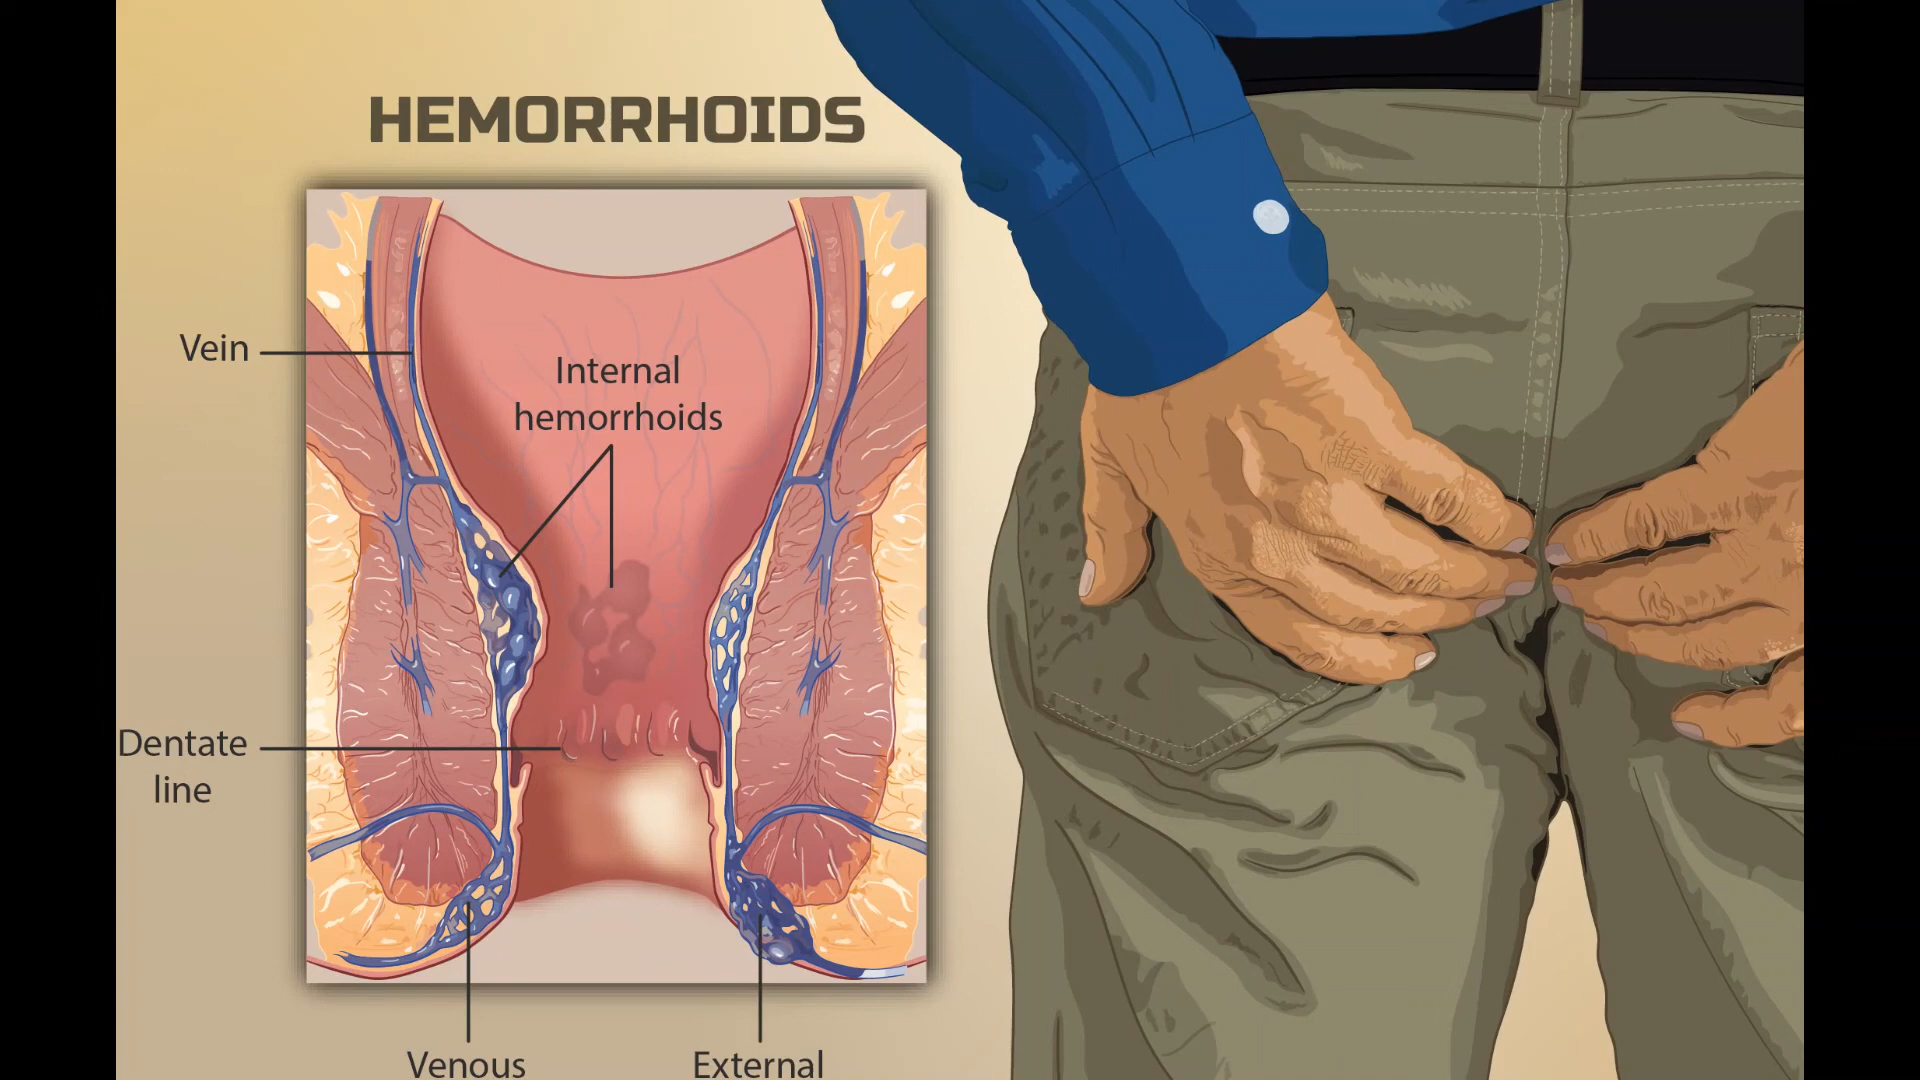 HEMORRHOIDS
Vein
Internal
hemorrhoids
Dentate
line
Venous
External